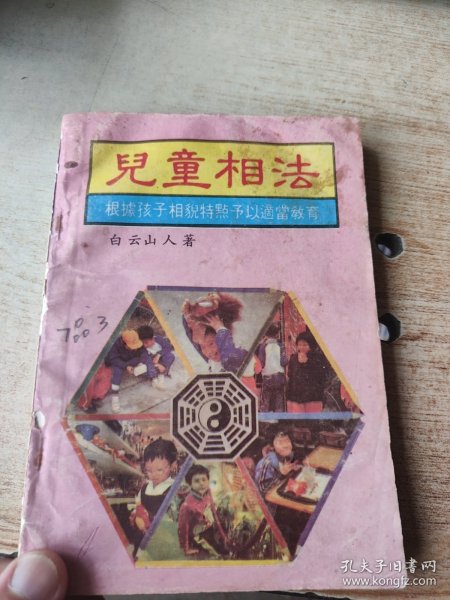 兒童相法
根據孩子相貌特點予以適當教育
白云山人著
孔夫子旧书网
www.kongfz.com